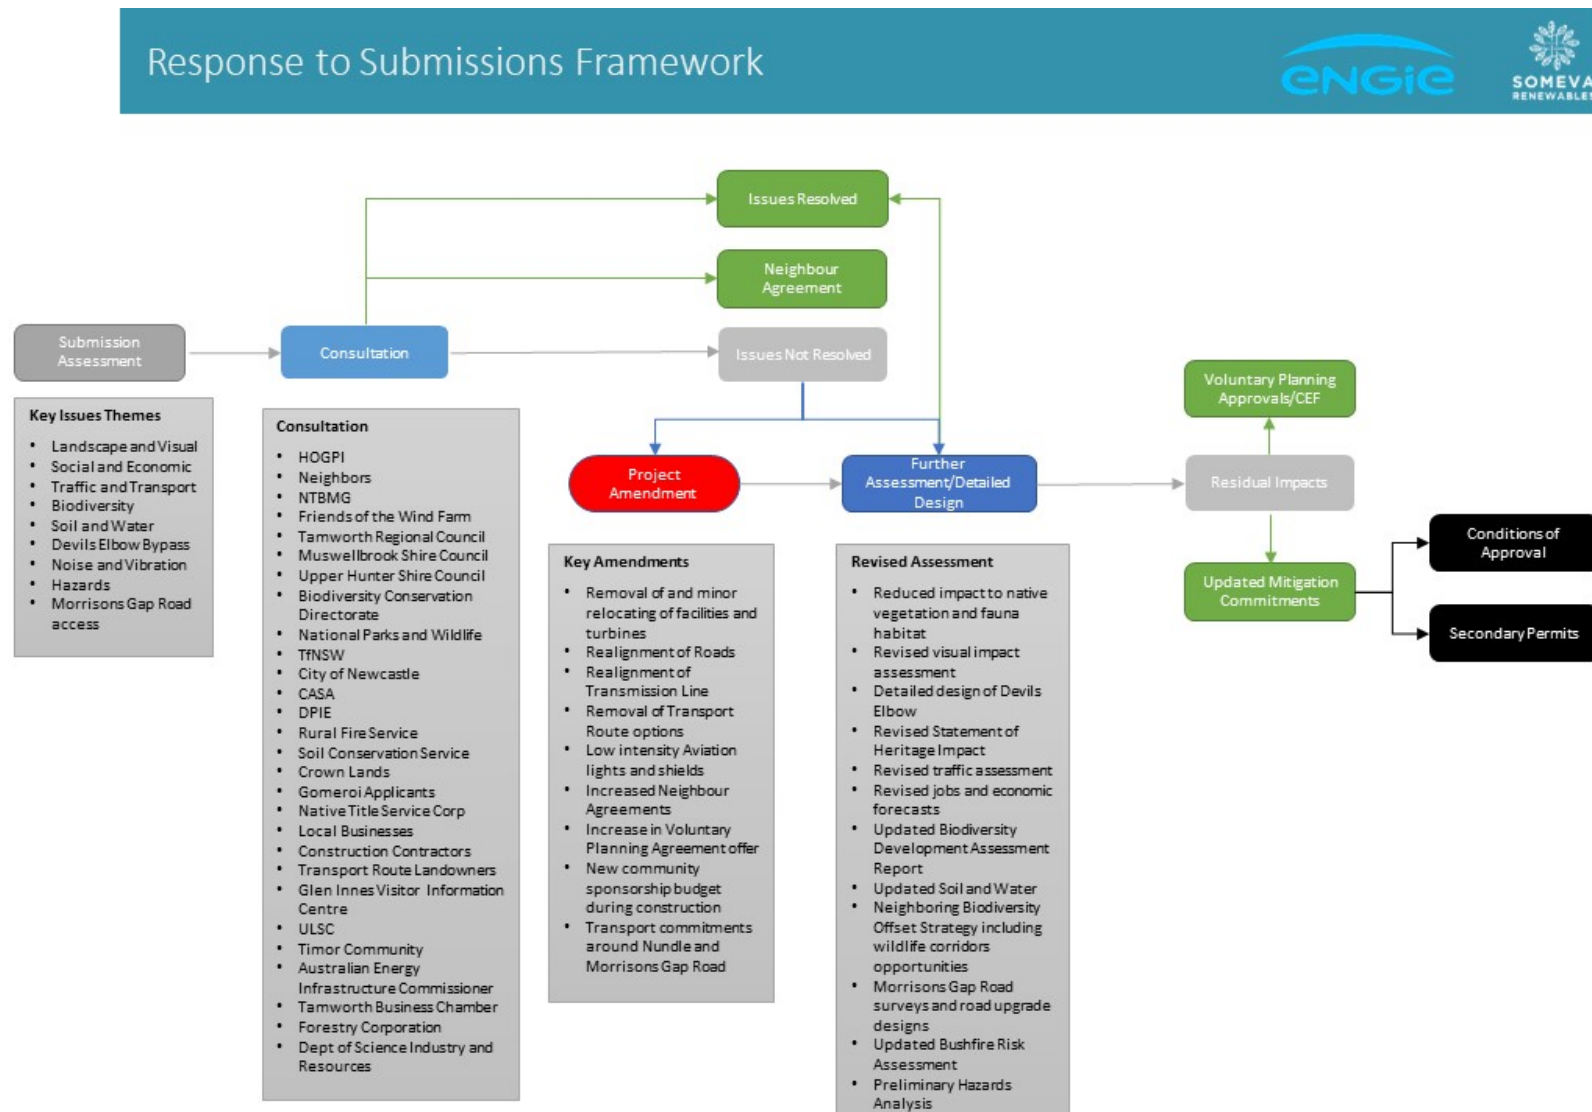 Response to Submissions Framework
ENGIE
SOMEVA
RENEWABLES
Issues Resolved
Neighbour
Agreement
Submission
Assessment
Consultation
Issues Not Resolved
Project
Amendment
Further
Assessment/Detailed
Design
Voluntary Planning
Approvals/CEF
Residual Impacts
Updated Mitigation
Commitments
Conditions of
Approval
Secondary Permits
Key Issues Themes
• Landscape and Visual
• Social and Economic
• Traffic and Transport
• Biodiversity
• Soil and Water
• Devils Elbow Bypass
• Noise and Vibration
• Hazards
• Morrisons Gap Road
access
Consultation
• HOGPI
• Neighbors
• NTBMG
• Friends of the Wind Farm
• Tamworth Regional Council
• Muswellbrook Shire Council
• Upper Hunter Shire Council
• Biodiversity Conservation
Directorate
• National Parks and Wildlife
• TfNSW
• City of Newcastle
• CASA
• DPIE
• Rural Fire Service
• Soil Conservation Service
• Crown Lands
• Gomeroi Applicants
• Native Title Service Corp
• Local Businesses
• Construction Contractors
• Transport Route Landowners
• Glen Innes Visitor Information
Centre
• ULSC
• Timor Community
• Australian Energy
Infrastructure Commissioner
• Tamworth Business Chamber
• Forestry Corporation
• Dept of Science Industry and
Resources
Key Amendments
• Removal of and minor
relocating of facilities and
turbines
• Realignment of Roads
• Realignment of
Transmission Line
• Removal of Transport
Route options
• Low intensity Aviation
lights and shields
• Increased Neighbour
Agreements
• Increase in Voluntary
Planning Agreement offer
• New community
sponsorship budget
during construction
• Transport commitments
around Nundle and
Morrisons Gap Road
Revised Assessment
• Reduced impact to native
vegetation and fauna
habitat
• Revised visual impact
assessment
• Detailed design of Devils
Elbow
• Revised Statement of
Heritage Impact
• Revised traffic assessment
• Revised jobs and economic
forecasts
• Updated Biodiversity
Development Assessment
Report
• Updated Soil and Water
• Neighboring Biodiversity
Offset Strategy including
wildlife corridors
opportunities
• Morrisons Gap Road
surveys and road upgrade
designs
• Updated Bushfire Risk
Assessment
• Preliminary Hazards
Analysis